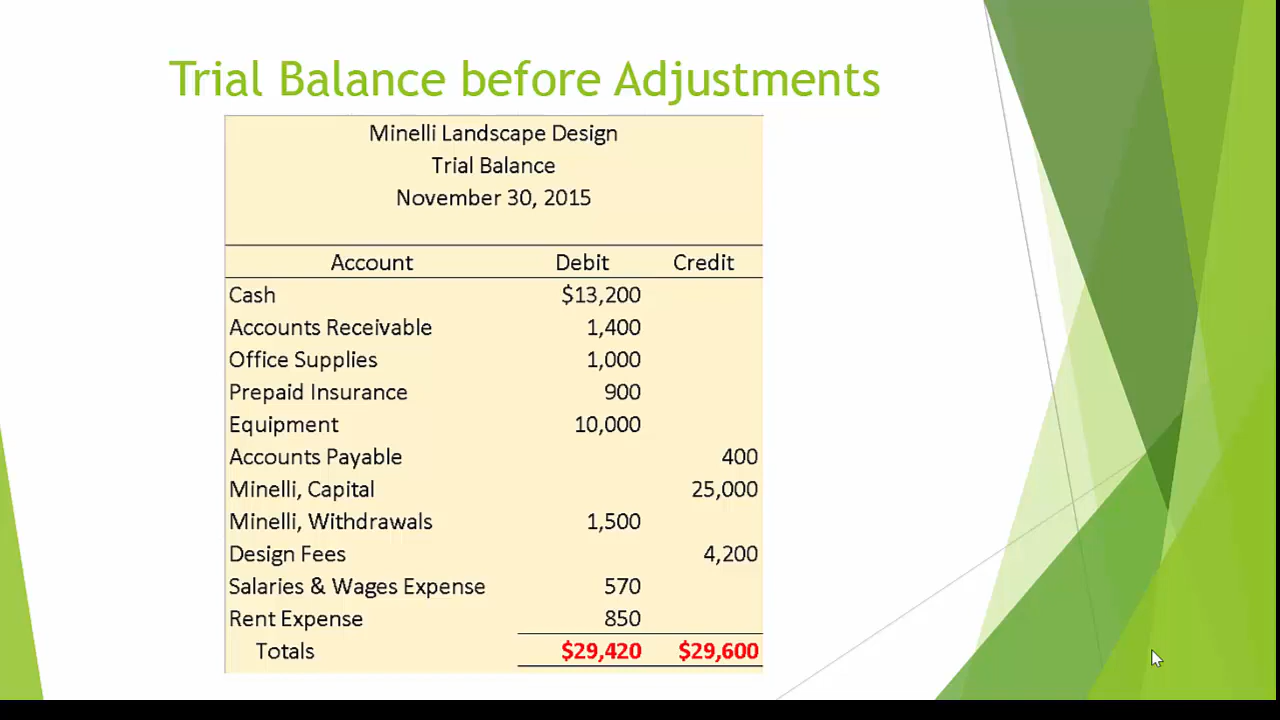 Trial Balance before Adjustments
Minelli Landscape Design
Trial Balance
November 30, 2015
Account Debit Credit
Cash $13,200
Accounts Receivable 1,400
Office Supplies 1,000
Prepaid Insurance 900
Equipment 10,000
Accounts Payable 400
Minelli, Capital 25,000
Minelli, Withdrawals 1,500
Design Fees 4,200
Salaries & Wages Expense 570
Rent Expense 850
Totals $29,420 $29,600